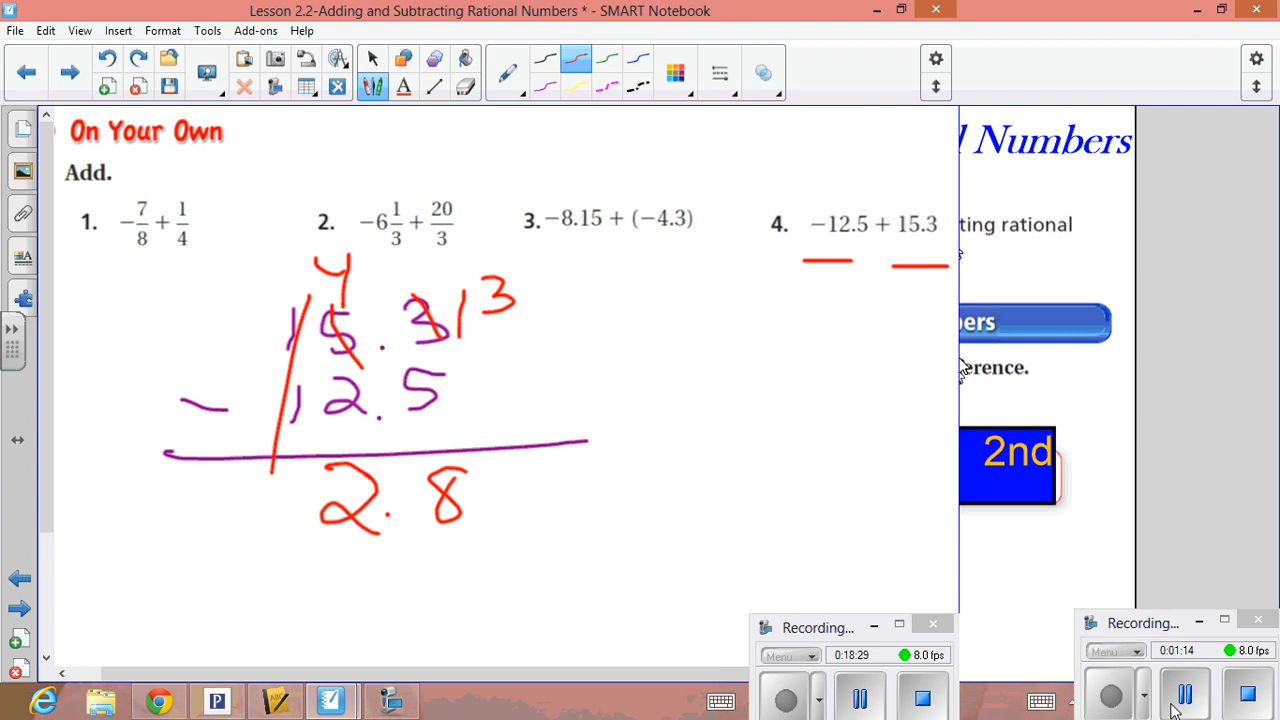 Lesson 2.2-Adding and Subtracting Rational Numbers * - SMART Notebook
File Edit View Insert Format Tools Add-ons Help
On Your Own
Numbers
Add.
1. -7/8 + 1/4
2. -6 1/3 + 20/3
3. -8.15 + (-4.3)
4. -12.5 + 15.3
ting rational
4
15.3 13
- 12.5
2.8
bers
erence.
2nd
Recording...
Menu 0:18:29 8.0 fps
Recording...
Menu 0:01:14 8.0 fps